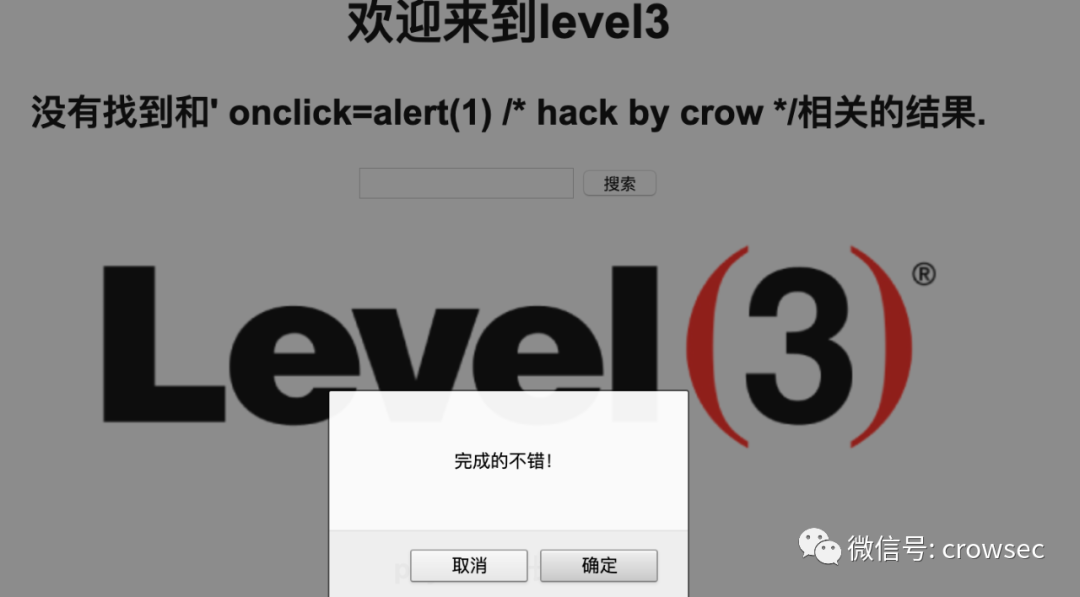 欢迎来到level3
没有找到和' onclick=alert(1) /* hack by crow */相关的结果.
搜索
Level(3)®
完成的不错!
取消 确定
微信号: crowsec